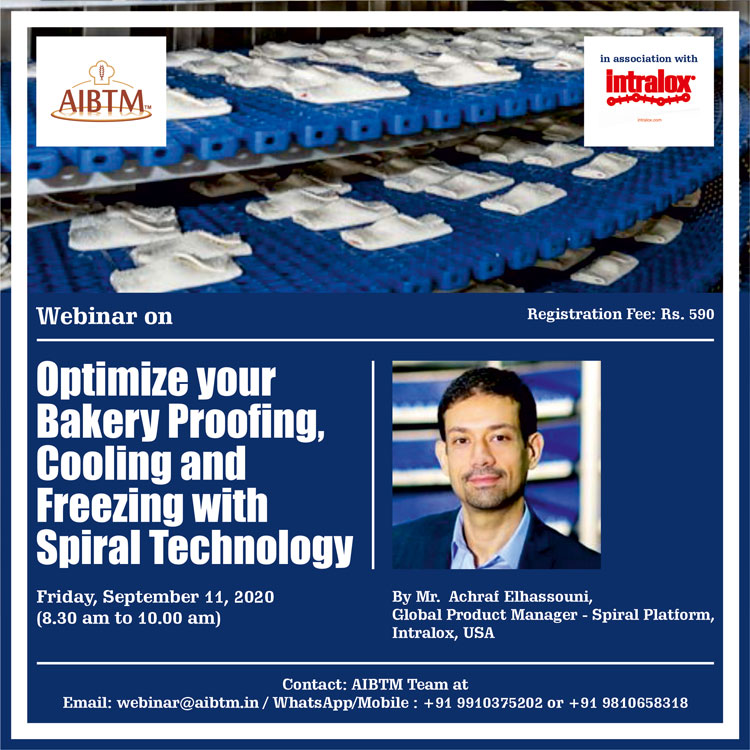 AIBTM TM
in association with
intralox®
intralox.com
Webinar on
Registration Fee: Rs. 590
Optimize your
Bakery Proofing,
Cooling and
Freezing with
Spiral Technology
Friday, September 11, 2020
(8.30 am to 10.00 am)
By Mr. Achraf Elhassouni,
Global Product Manager - Spiral Platform,
Intralox, USA
Contact: AIBTM Team at
Email: webinar@aibtm.in / WhatsApp/Mobile : +91 9910375202 or +91 9810658318